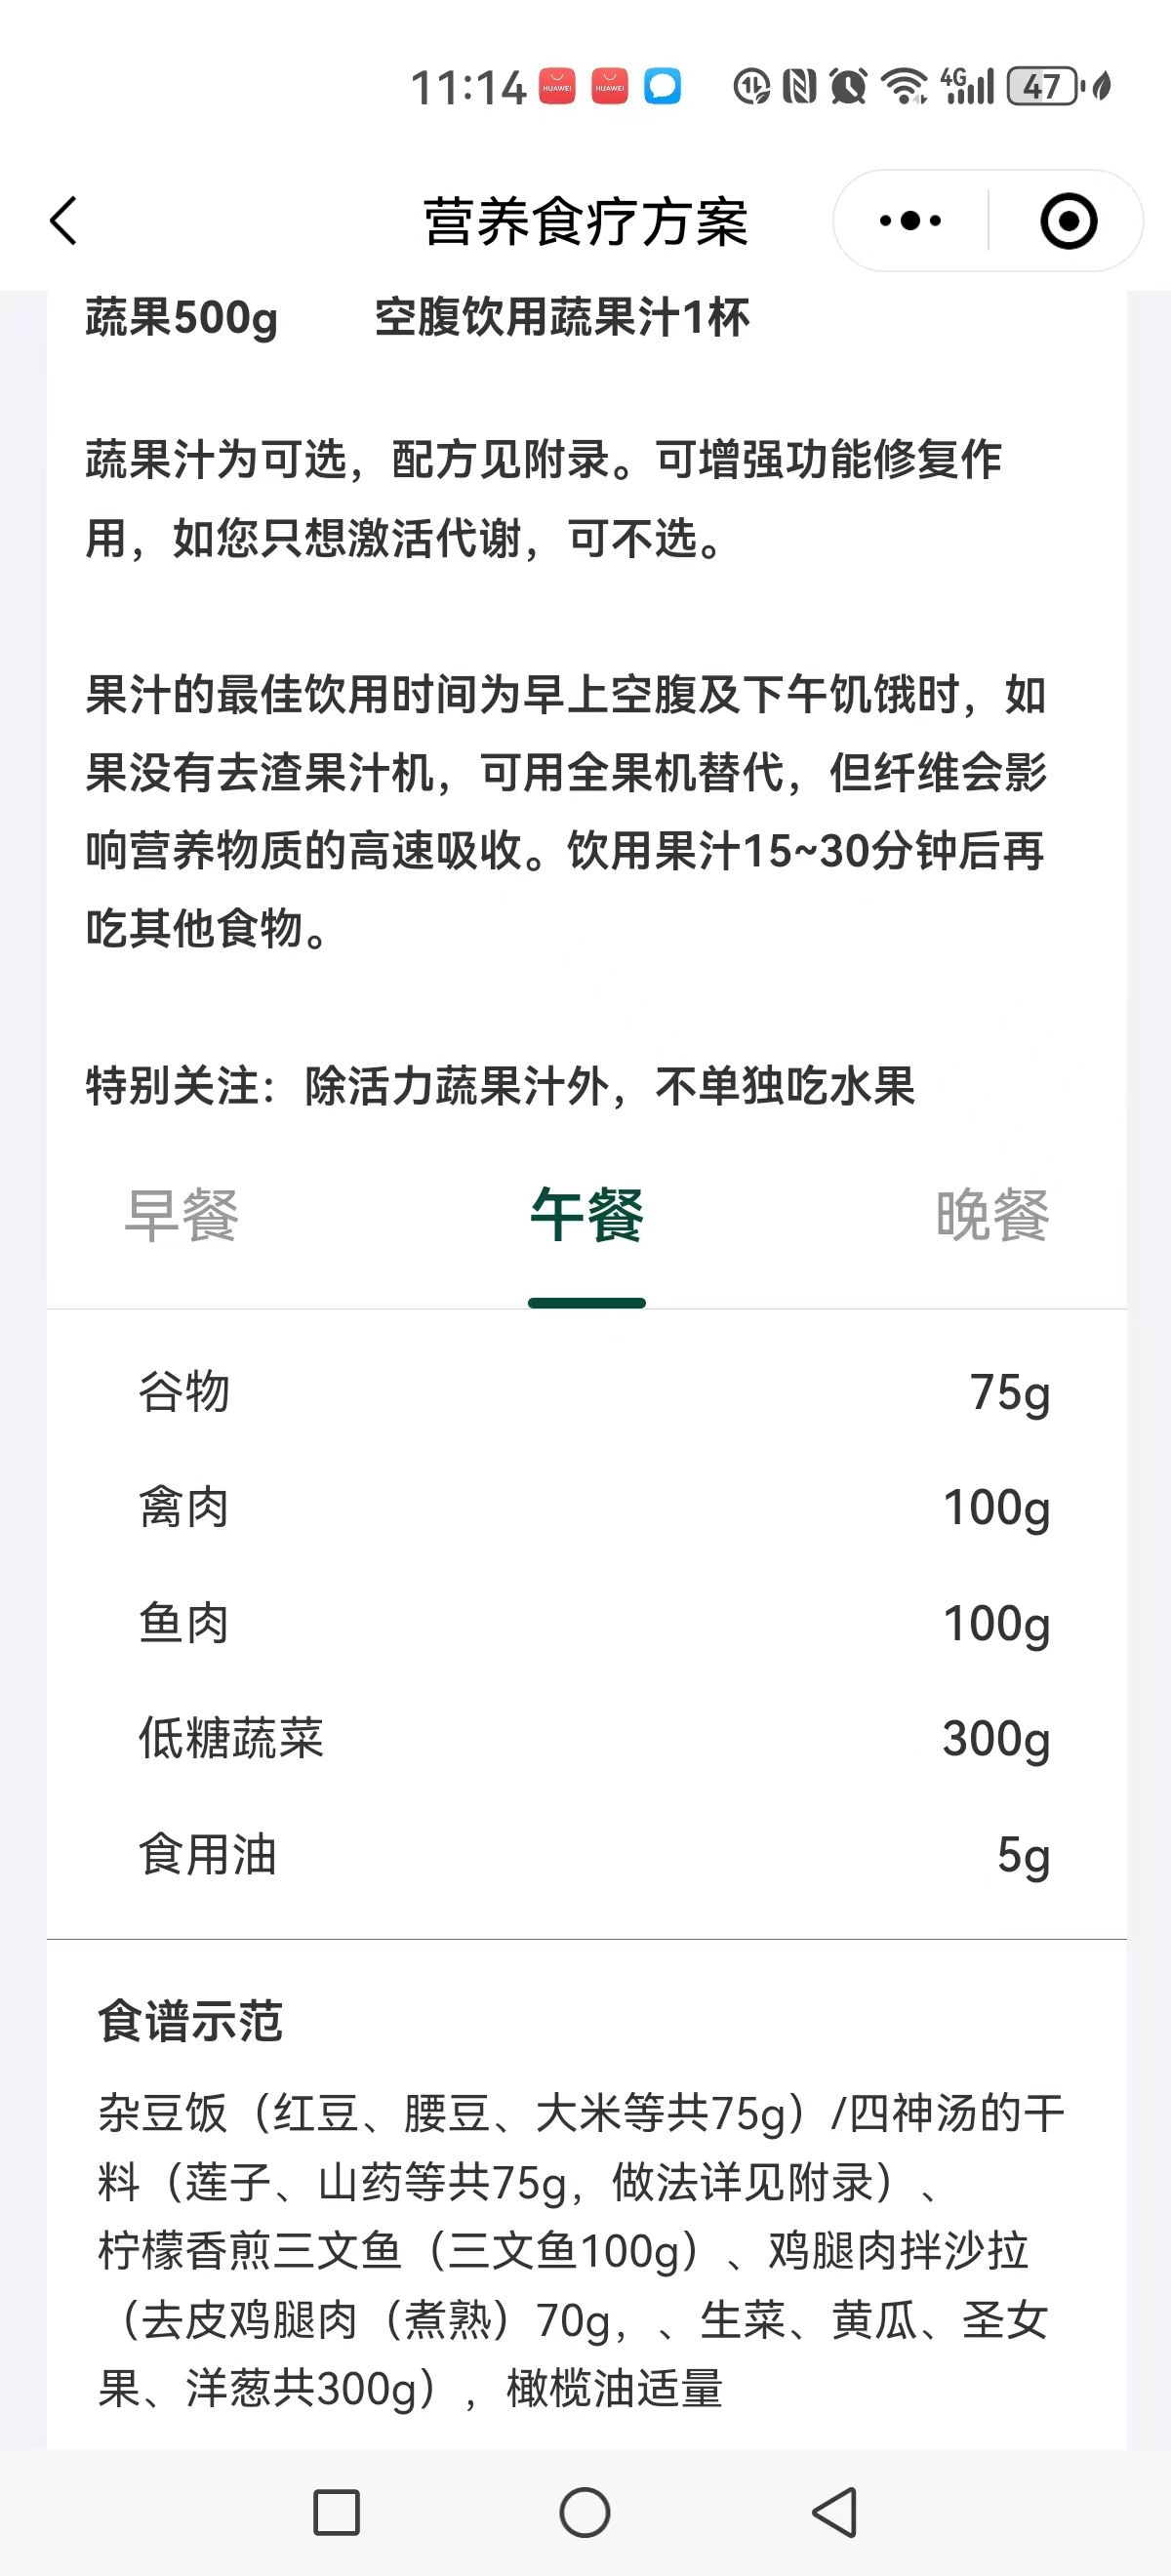 11:14 HUAWEI HUAWEI 4G 47
营养食疗方案
蔬果500g 空腹饮用蔬果汁1杯
蔬果汁为可选，配方见附录。可增强功能修复作
用，如您只想激活代谢，可不选。
果汁的最佳饮用时间为早上空腹及下午饥饿时，如
果没有去渣果汁机，可用全果机替代，但纤维会影
响营养物质的高速吸收。饮用果汁15~30分钟后再
吃其他食物。
特别关注：除活力蔬果汁外，不单独吃水果
早餐 午餐 晚餐
谷物 75g
禽肉 100g
鱼肉 100g
低糖蔬菜 300g
食用油 5g
食谱示范
杂豆饭（红豆、腰豆、大米等共75g）/四神汤的干
料（莲子、山药等共75g，做法详见附录）、
柠檬香煎三文鱼（三文鱼100g）、鸡腿肉拌沙拉
（去皮鸡腿肉（煮熟）70g，、生菜、黄瓜、圣女
果、洋葱共300g），橄榄油适量